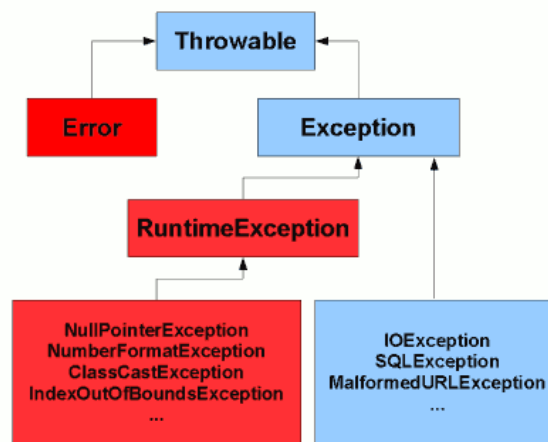 Throwable
Error
Exception
RuntimeException
NullPointerException
NumberFormatException
ClassCastException
IndexOutOfBoundsException
...
IOException
SQLException
MalformedURLException
...